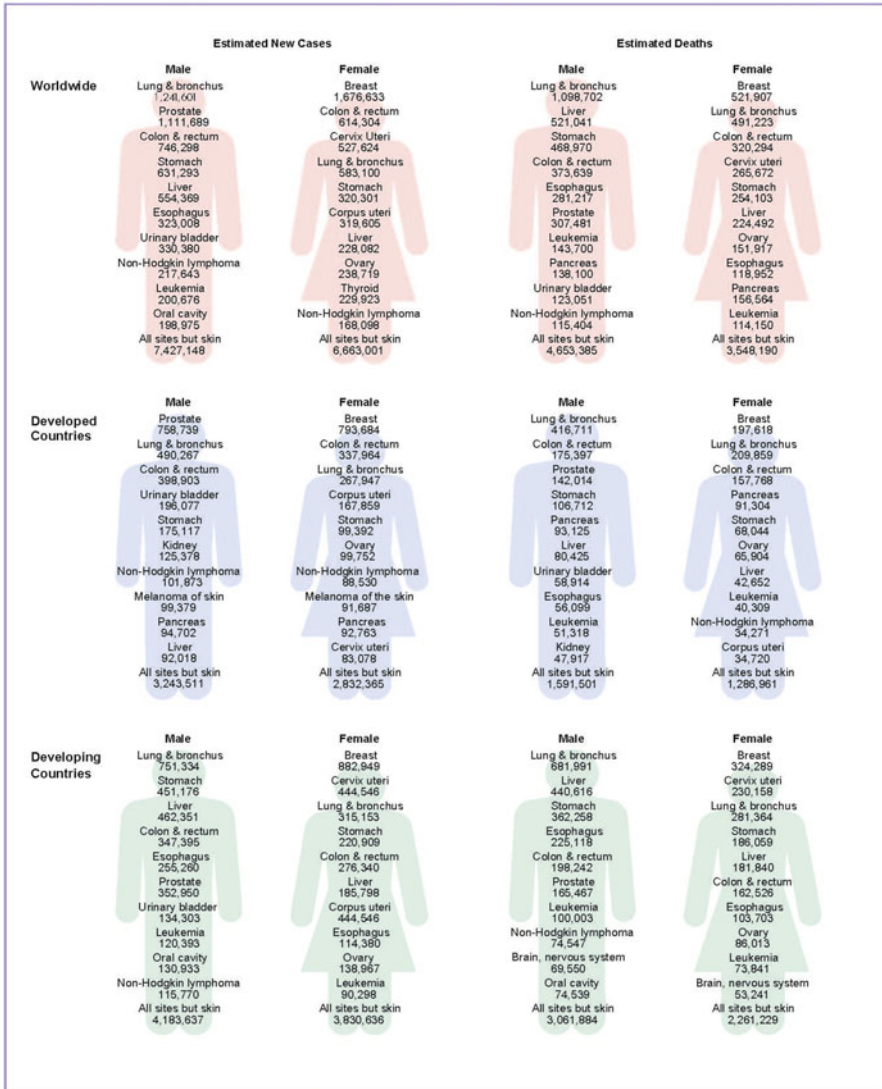 Estimated New Cases
Estimated Deaths
Worldwide
Male
Lung & bronchus
1,241,601
Prostate
1,111,689
Colon & rectum
746,298
Stomach
631,293
Liver
554,369
Esophagus
323,008
Urinary bladder
330,380
Non-Hodgkin lymphoma
217,643
Leukemia
200,676
Oral cavity
198,975
All sites but skin
7,427,148
Female
Breast
1,676,633
Colon & rectum
614,304
Cervix Uteri
527,624
Lung & bronchus
583,100
Stomach
320,301
Corpus uteri
319,605
Liver
228,082
Ovary
238,719
Thyroid
229,923
Non-Hodgkin lymphoma
168,098
All sites but skin
6,663,001
Male
Lung & bronchus
1,098,702
Liver
521,041
Stomach
468,970
Colon & rectum
373,639
Esophagus
281,217
Prostate
307,481
Leukemia
143,700
Pancreas
138,100
Urinary bladder
123,051
Non-Hodgkin lymphoma
115,404
All sites but skin
4,653,385
Female
Breast
521,907
Lung & bronchus
491,223
Colon & rectum
320,294
Cervix uteri
265,672
Stomach
254,103
Liver
224,492
Ovary
151,917
Esophagus
118,952
Pancreas
156,564
Leukemia
114,150
All sites but skin
3,548,190
Developed
Countries
Male
Prostate
758,739
Lung & bronchus
490,267
Colon & rectum
398,903
Urinary bladder
196,077
Stomach
175,117
Kidney
125,378
Non-Hodgkin lymphoma
101,873
Melanoma of skin
99,379
Pancreas
94,702
Liver
92,018
All sites but skin
3,243,511
Female
Breast
793,684
Colon & rectum
337,964
Lung & bronchus
267,947
Corpus uteri
167,859
Stomach
99,392
Ovary
99,752
Non-Hodgkin lymphoma
88,530
Melanoma of the skin
91,687
Pancreas
92,763
Cervix uteri
83,078
All sites but skin
2,832,365
Male
Lung & bronchus
416,711
Colon & rectum
175,397
Prostate
142,014
Stomach
106,712
Pancreas
93,125
Liver
80,425
Urinary bladder
58,914
Esophagus
56,099
Leukemia
51,318
Kidney
47,917
All sites but skin
1,591,501
Female
Breast
197,618
Lung & bronchus
209,859
Colon & rectum
157,768
Pancreas
91,304
Stomach
68,044
Ovary
65,904
Liver
42,652
Leukemia
40,309
Non-Hodgkin lymphoma
34,271
Corpus uteri
34,720
All sites but skin
1,286,961
Developing
Countries
Male
Lung & bronchus
751,334
Stomach
451,176
Liver
462,351
Colon & rectum
347,395
Esophagus
255,260
Prostate
352,950
Urinary bladder
134,303
Leukemia
120,393
Oral cavity
130,933
Non-Hodgkin lymphoma
115,770
All sites but skin
4,183,637
Female
Breast
882,949
Cervix uteri
444,546
Lung & bronchus
315,153
Stomach
220,909
Colon & rectum
276,340
Liver
185,798
Corpus uteri
444,546
Esophagus
114,380
Ovary
138,967
Leukemia
90,298
All sites but skin
3,830,636
Male
Lung & bronchus
681,991
Liver
440,616
Stomach
362,258
Esophagus
225,118
Colon & rectum
198,242
Prostate
165,467
Leukemia
100,003
Non-Hodgkin lymphoma
74,547
Brain, nervous system
69,550
Oral cavity
74,539
All sites but skin
3,061,884
Female
Breast
324,289
Cervix uteri
230,158
Lung & bronchus
281,364
Stomach
186,059
Liver
181,840
Colon & rectum
162,526
Esophagus
103,703
Ovary
86,013
Leukemia
73,841
Brain, nervous system
53,241
All sites but skin
2,261,229